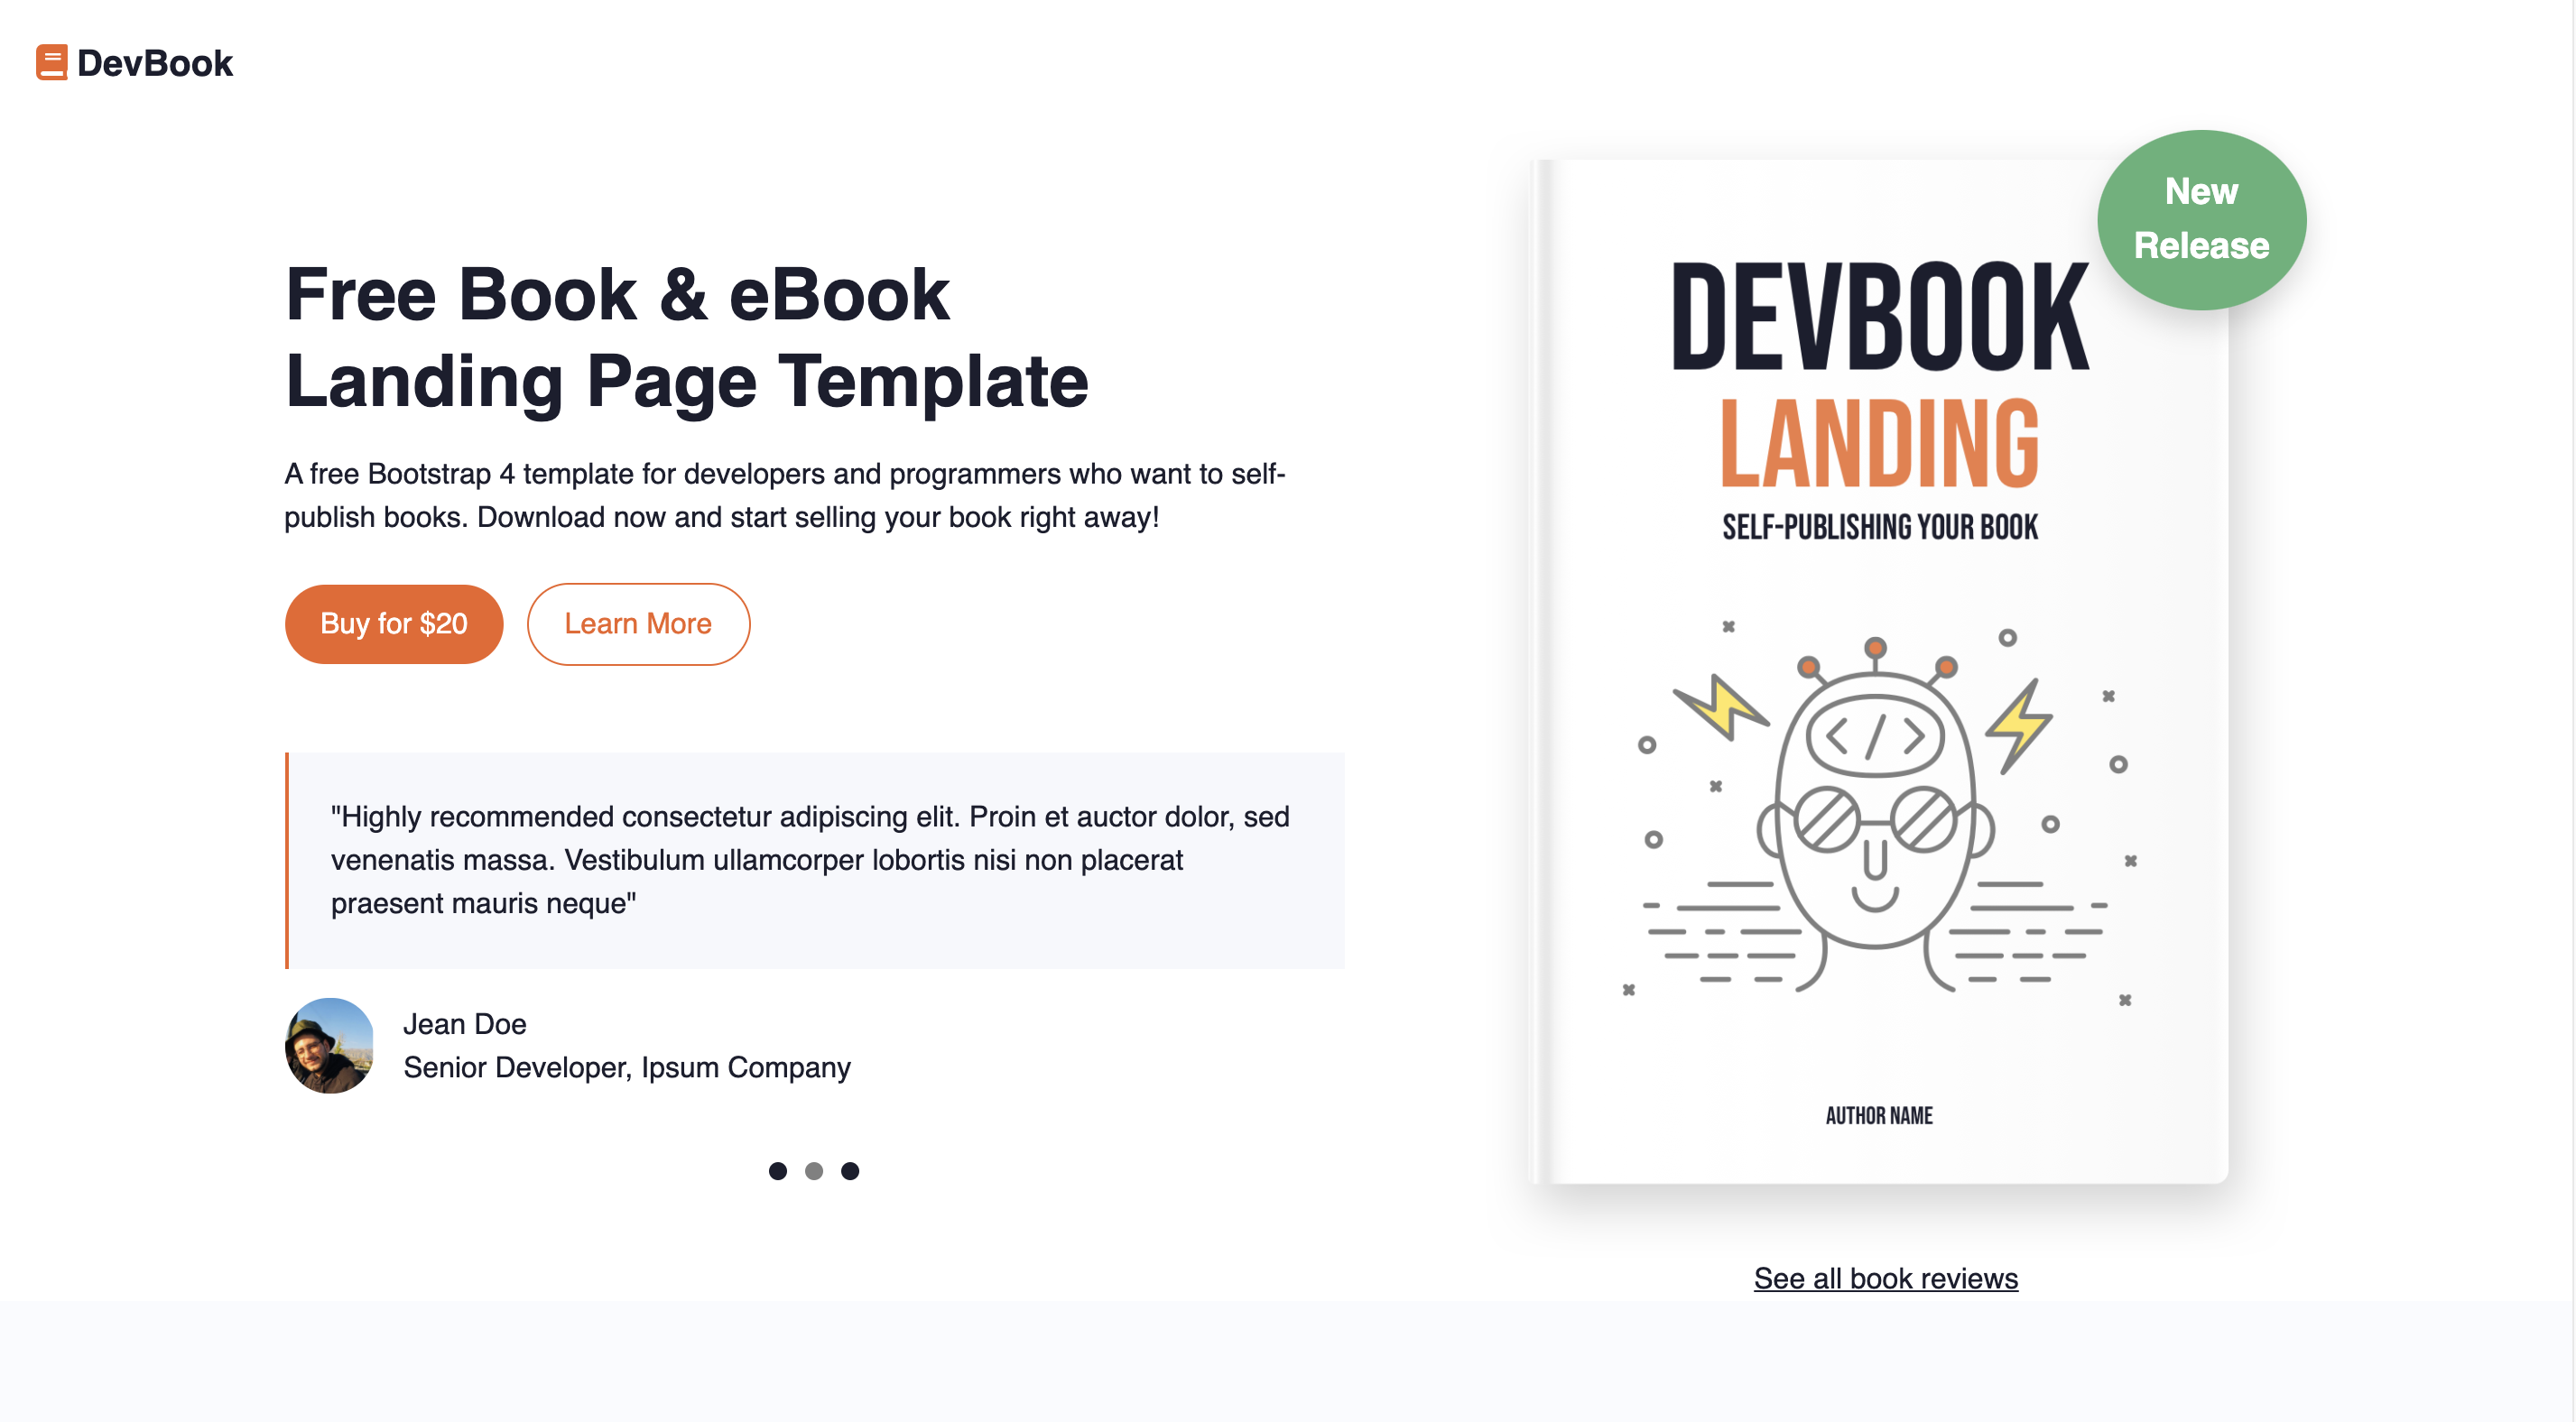 DevBook
Free Book & eBook
Landing Page Template
A free Bootstrap 4 template for developers and programmers who want to self-
publish books. Download now and start selling your book right away!
Buy for $20
Learn More
"Highly recommended consectetur adipiscing elit. Proin et auctor dolor, sed
venenatis massa. Vestibulum ullamcorper lobortis nisi non placerat
praesent mauris neque"
Jean Doe
Senior Developer, Ipsum Company
New
Release
DEVBOOK
LANDING
SELF-PUBLISHING YOUR BOOK
</>
AUTHOR NAME
See all book reviews